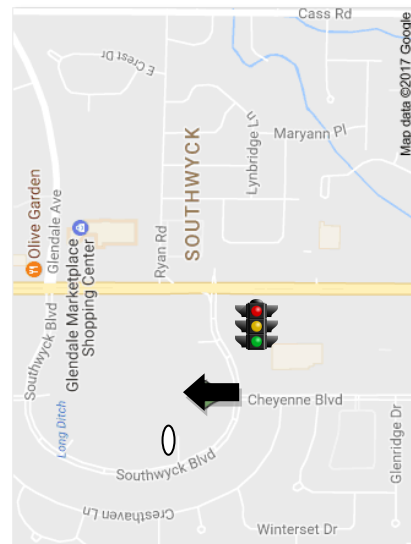 Cass Rd
Map data ©2017 Google
E Crest Dr
Maryann Pl
Lynbridge Ln
SOUTHWYCK
Ryan Rd
Olive Garden
Glendale Ave
Glendale Marketplace
Shopping Center
Southwyck Blvd
Long Ditch
Cheyenne Blvd
Glenridge Dr
Southwyck Blvd
Cresthaven Ln
Winterset Dr